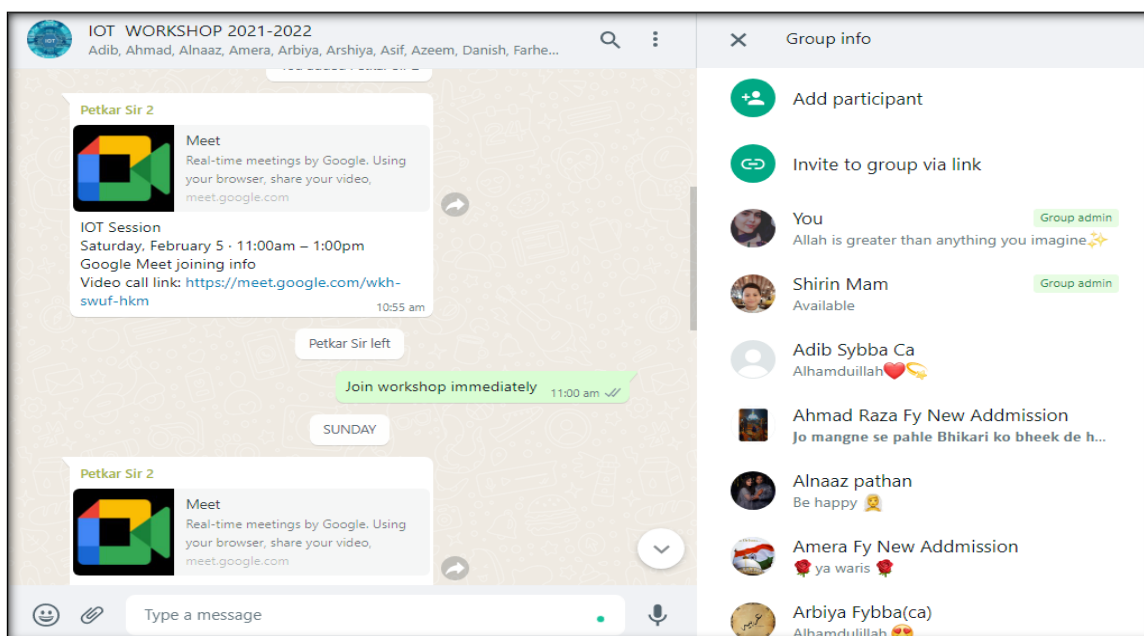 IOT WORKSHOP 2021-2022
Adib, Ahmad, Alnaaz, Amera, Arbiya, Arshiya, Asif, Azeem, Danish, Farhe...
Petkar Sir 2
Meet
Real-time meetings by Google. Using
your browser, share your video,
meet.google.com
IOT Session
Saturday, February 5 · 11:00am – 1:00pm
Google Meet joining info
Video call link: https://meet.google.com/wkh-
swuf-hkm
10:55 am
Petkar Sir left
Join workshop immediately 11:00 am
SUNDAY
Petkar Sir 2
Meet
Real-time meetings by Google. Using
your browser, share your video,
meet.google.com
Type a message
Group info
Add participant
Invite to group via link
You Group admin
Allah is greater than anything you imagine✨
Shirin Mam Group admin
Available
Adib Sybba Ca
Alhamduillah❤️💫
Ahmad Raza Fy New Addmission
Jo mangne se pahle Bhikari ko bheek de h...
Alnaaz pathan
Be happy 👰
Amera Fy New Addmission
🌹 ya waris 🌹
Arbiya Fybba(ca)
Alhamdulillah 😍